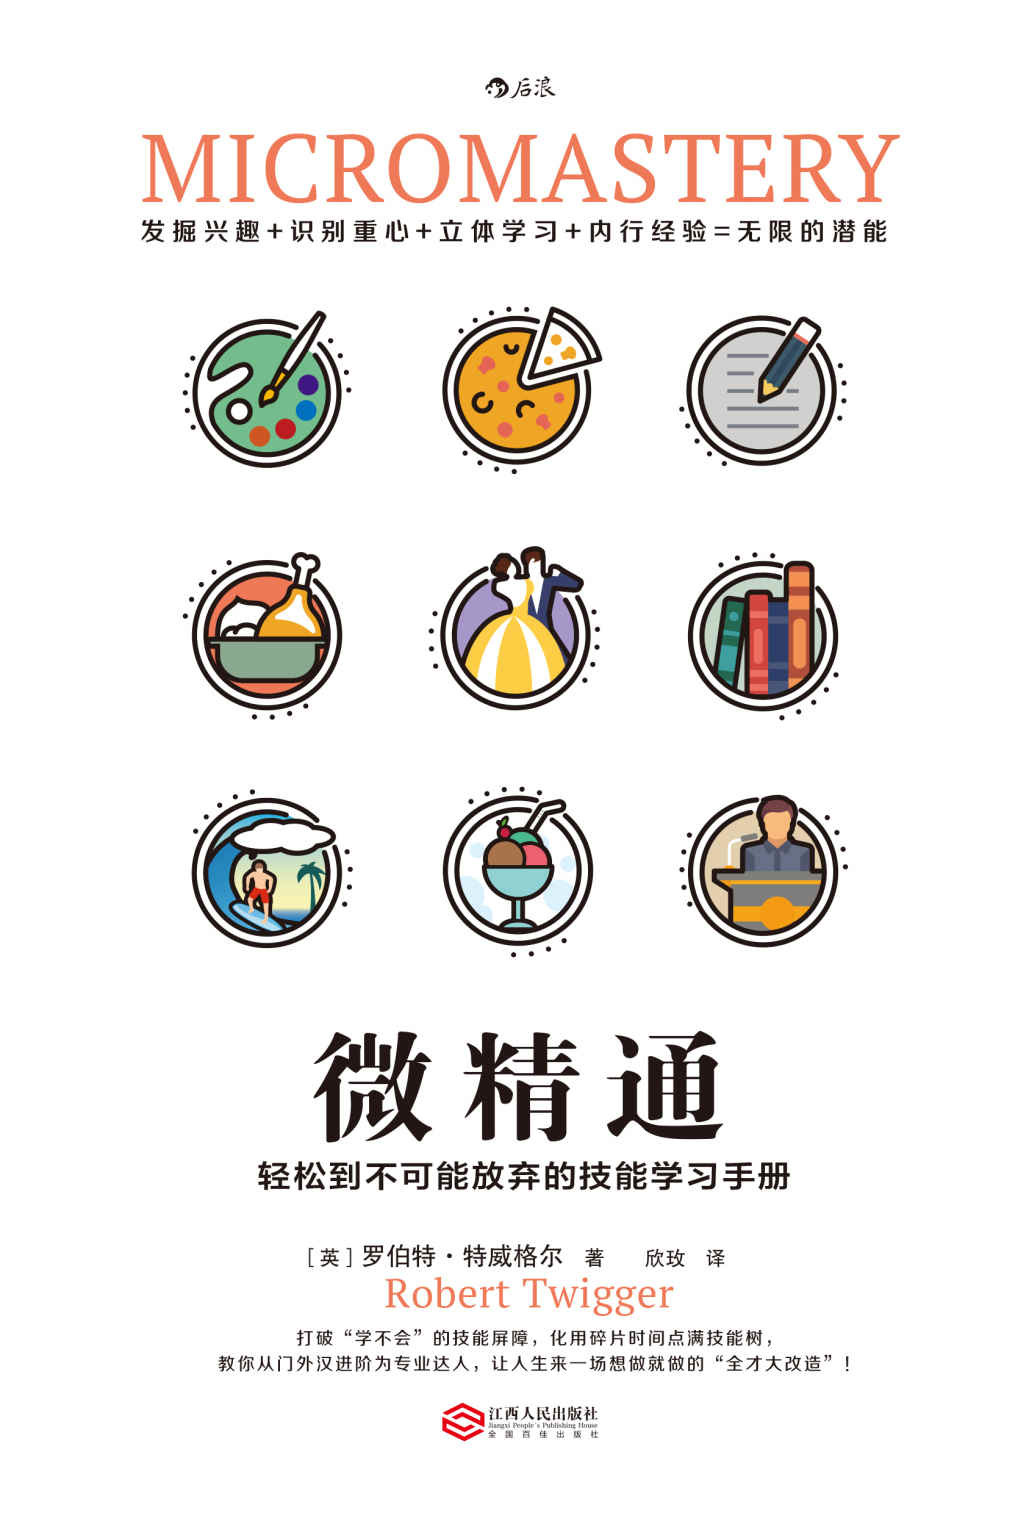 后浪
MICROMASTERY
发掘兴趣+识别重心+立体学习+内行经验=无限的潜能
微精通
轻松到不可能放弃的技能学习手册
[英]罗伯特·特威格尔 著 欣玫 译
Robert Twigger
打破“学不会”的技能屏障，化用碎片时间点满技能树，
教你从门外汉进阶为专业达人，让人生来一场想做就做的“全才大改造”！
江西人民出版社
Jiangxi People's Publishing House
全国百佳出版社